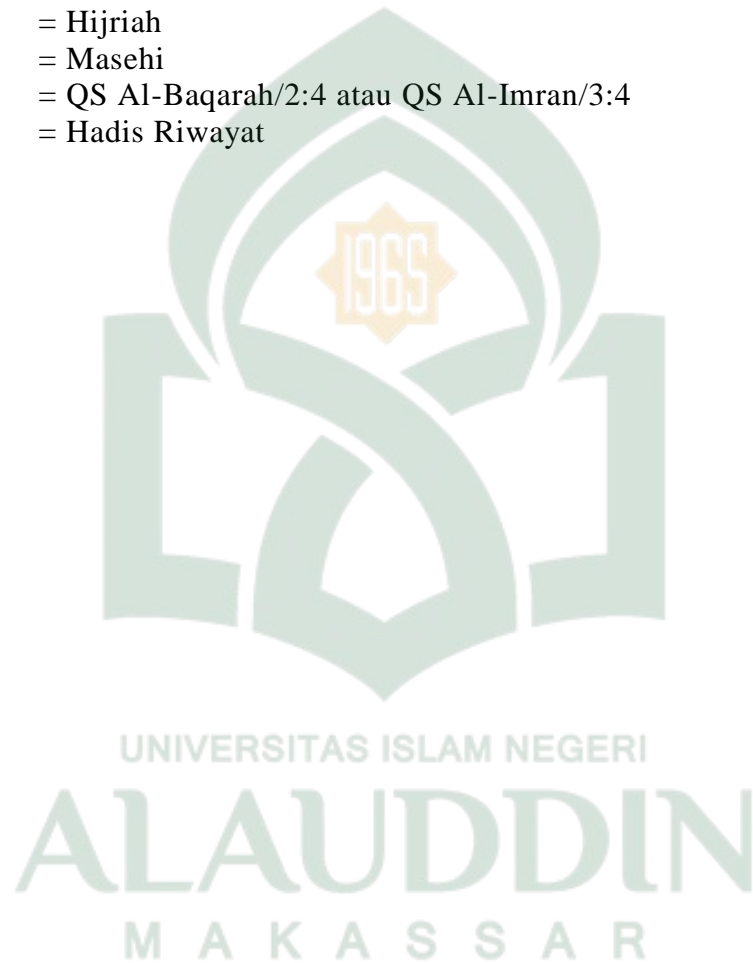 = Hijriah
= Masehi
= QS Al-Baqarah/2:4 atau QS Al-Imran/3:4
= Hadis Riwayat
1965
UNIVERSITAS ISLAM NEGERI
ALAUDDIN
MAKASSAR